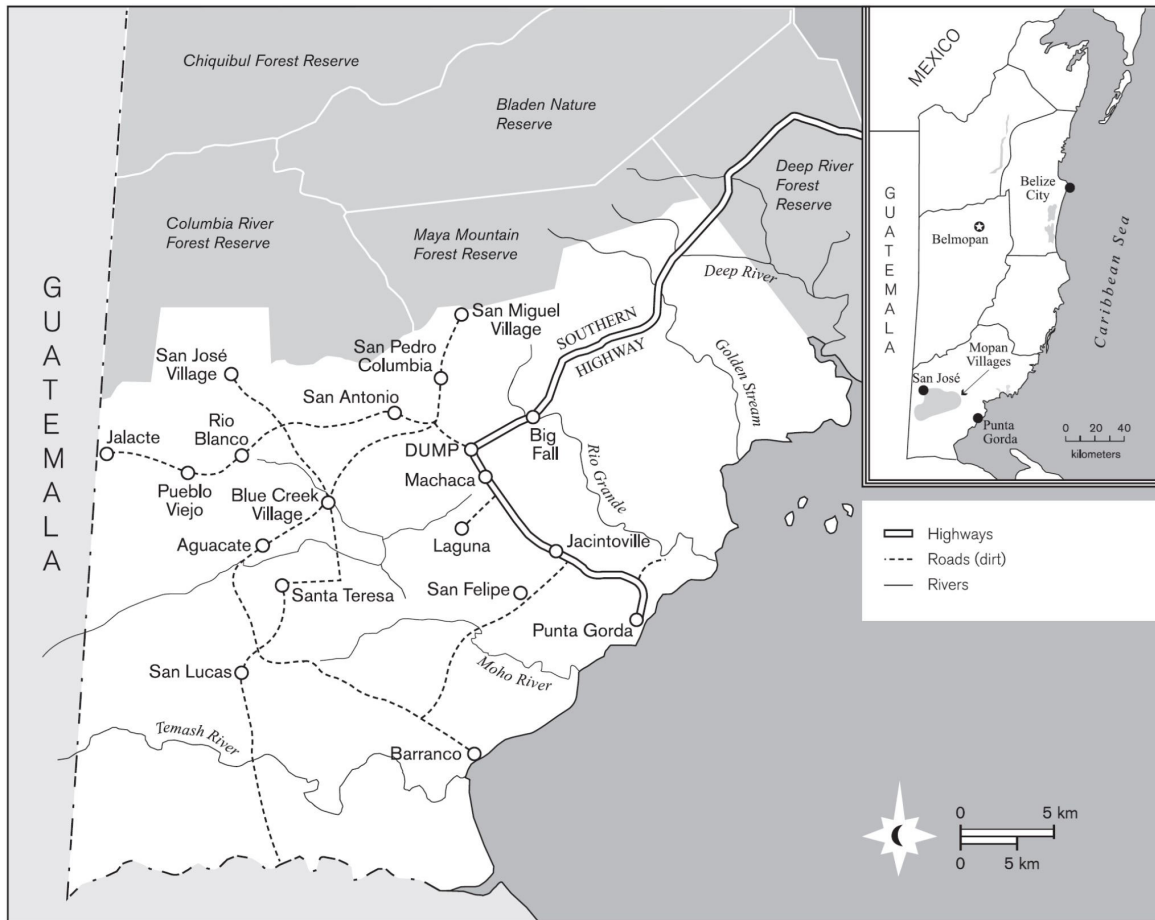 Chiquibul Forest Reserve
Bladen Nature
Reserve
Deep River
Forest
Reserve
Columbia River
Forest Reserve
Maya Mountain
Forest Reserve
Deep River
GUATEMALA
San Miguel
Village
SOUTHERN
HIGHWAY
San José
Village
San Pedro
Columbia
Golden Stream
San Antonio
Rio
Blanco
Jalacte
DUMP
Big
Fall
Pueblo
Viejo
Machaca
Rio Grande
Blue Creek
Village
Aguacate
Laguna
Jacintoville
Santa Teresa
San Felipe
Punta Gorda
San Lucas
Moho River
Temash River
Barranco
MEXICO
GUATEMALA
Belize
City
Belmopan
Caribbean Sea
Mopan
Villages
San José
Punta
Gorda
0 20 40
kilometers
Highways
Roads (dirt)
Rivers
0 5 km
0 5 km